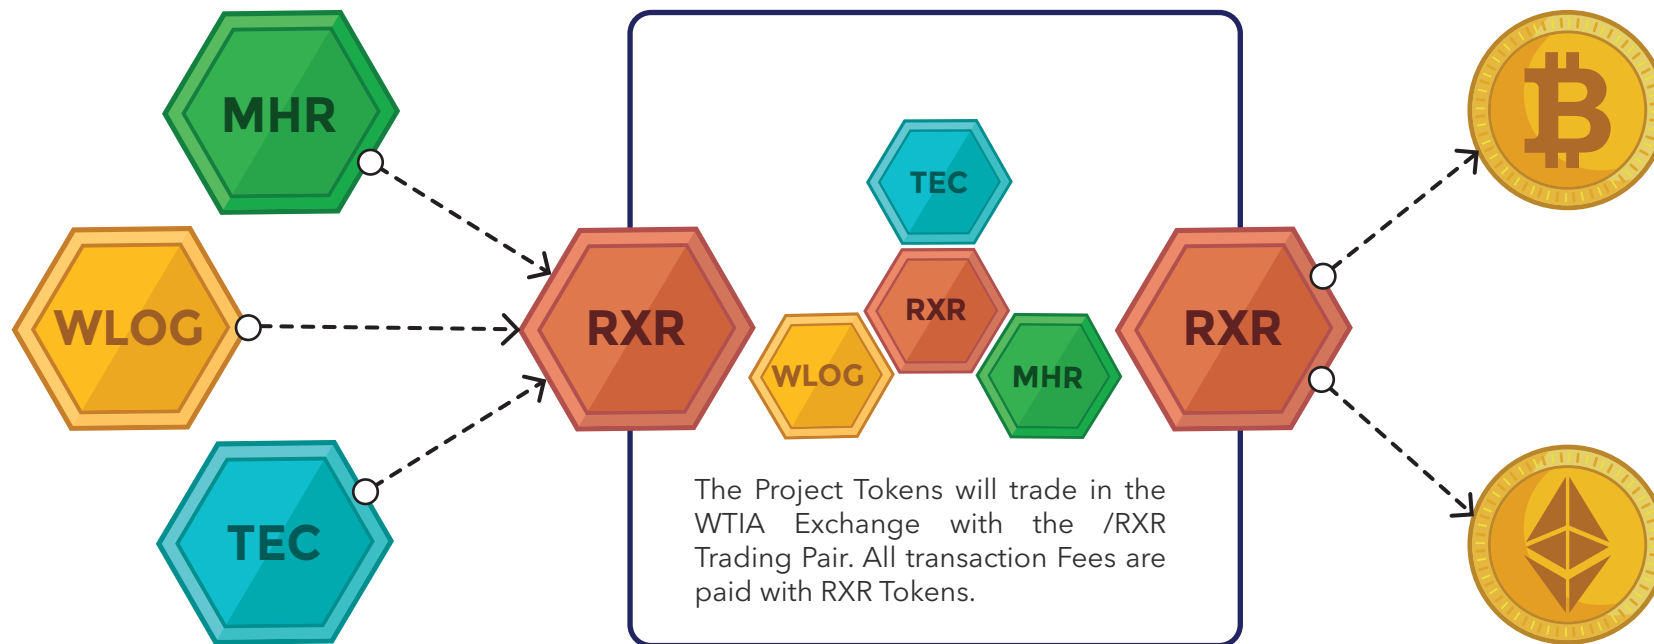 MHR
WLOG
TEC
RXR
TEC
RXR
WLOG
MHR
RXR
The Project Tokens will trade in the
WTIA Exchange with the /RXR
Trading Pair. All transaction Fees are
paid with RXR Tokens.